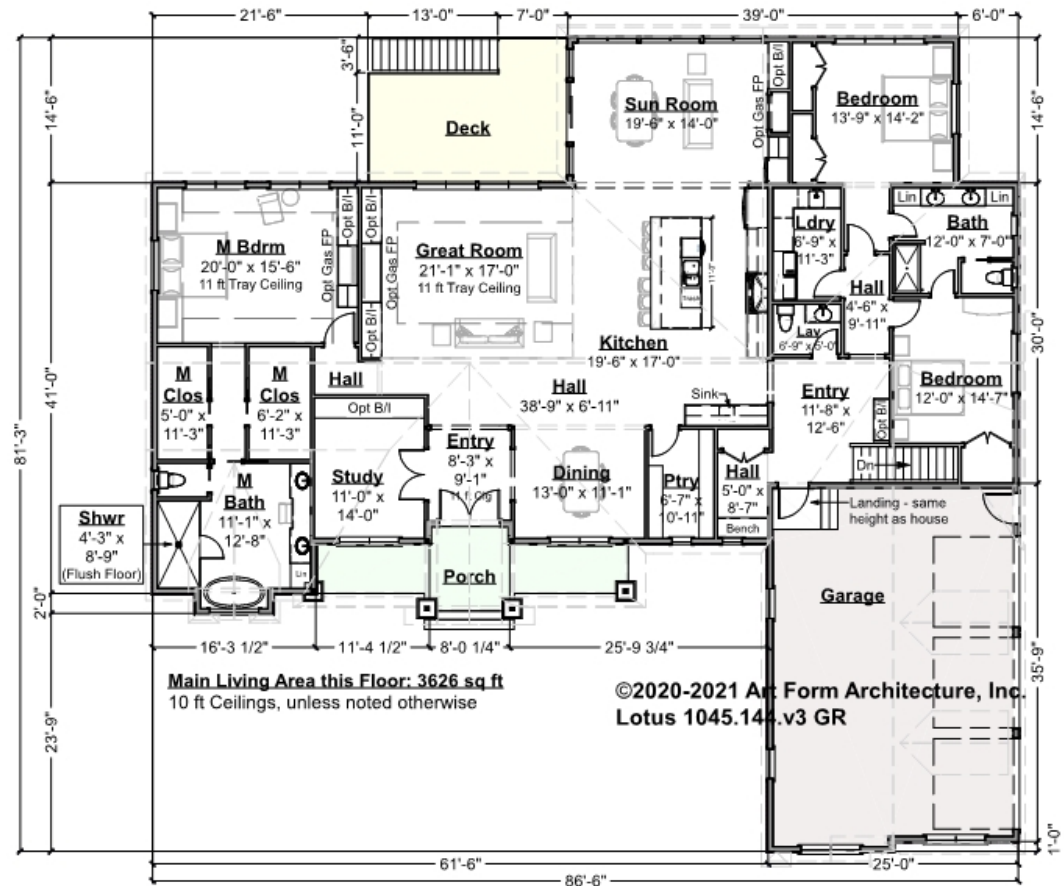 21'-6"
13'-0"
7'-0"
39'-0"
6'-0"
3'-6"
14'-6"
11'-0"
Deck
Sun Room
19'-6" x 14'-0"
Opt B/I
Opt Gas FP
Bedroom
13'-9" x 14'-2"
14'-6"
M Bdrm
20'-0" x 15'-6"
11 ft Tray Ceiling
Opt Gas FP
Opt B/I
Opt B/I
Opt Gas FP
Opt B/I
Great Room
21'-1" x 17'-0"
11 ft Tray Ceiling
11'-0"
Trash
Ldry
6'-9" x
11'-3"
Lin
Lin
Bath
12'-0" x 7'-0"
Hall
4'-6" x
9'-11"
Lav
6'-9" x 5'-0"
Kitchen
19'-6" x 17'-0"
30'-0"
41'-0"
81'-3"
M
Clos
5'-0" x
11'-3"
M
Clos
6'-2" x
11'-3"
Hall
Opt B/I
Hall
38'-9" x 6'-11"
Sink
Entry
11'-8" x
12'-6"
Opt B/I
Bedroom
12'-0" x 14'-7"
Entry
8'-3" x
9'-1"
11 ft Clg
Study
11'-0" x
14'-0"
Dining
13'-0" x 11'-1"
Ptry
6'-7" x
10'-11"
Hall
5'-0" x
8'-7"
Bench
Dn
Landing - same
height as house
M
Bath
11'-1" x
12'-8"
Lin
Shwr
4'-3" x
8'-9"
(Flush Floor)
Porch
Garage
2'-0"
16'-3 1/2"
11'-4 1/2"
8'-0 1/4"
25'-9 3/4"
35'-9"
Main Living Area this Floor: 3626 sq ft
10 ft Ceilings, unless noted otherwise
©2020-2021 Art Form Architecture, Inc.
Lotus 1045.144.v3 GR
23'-9"
1'-0"
61'-6"
25'-0"
86'-6"